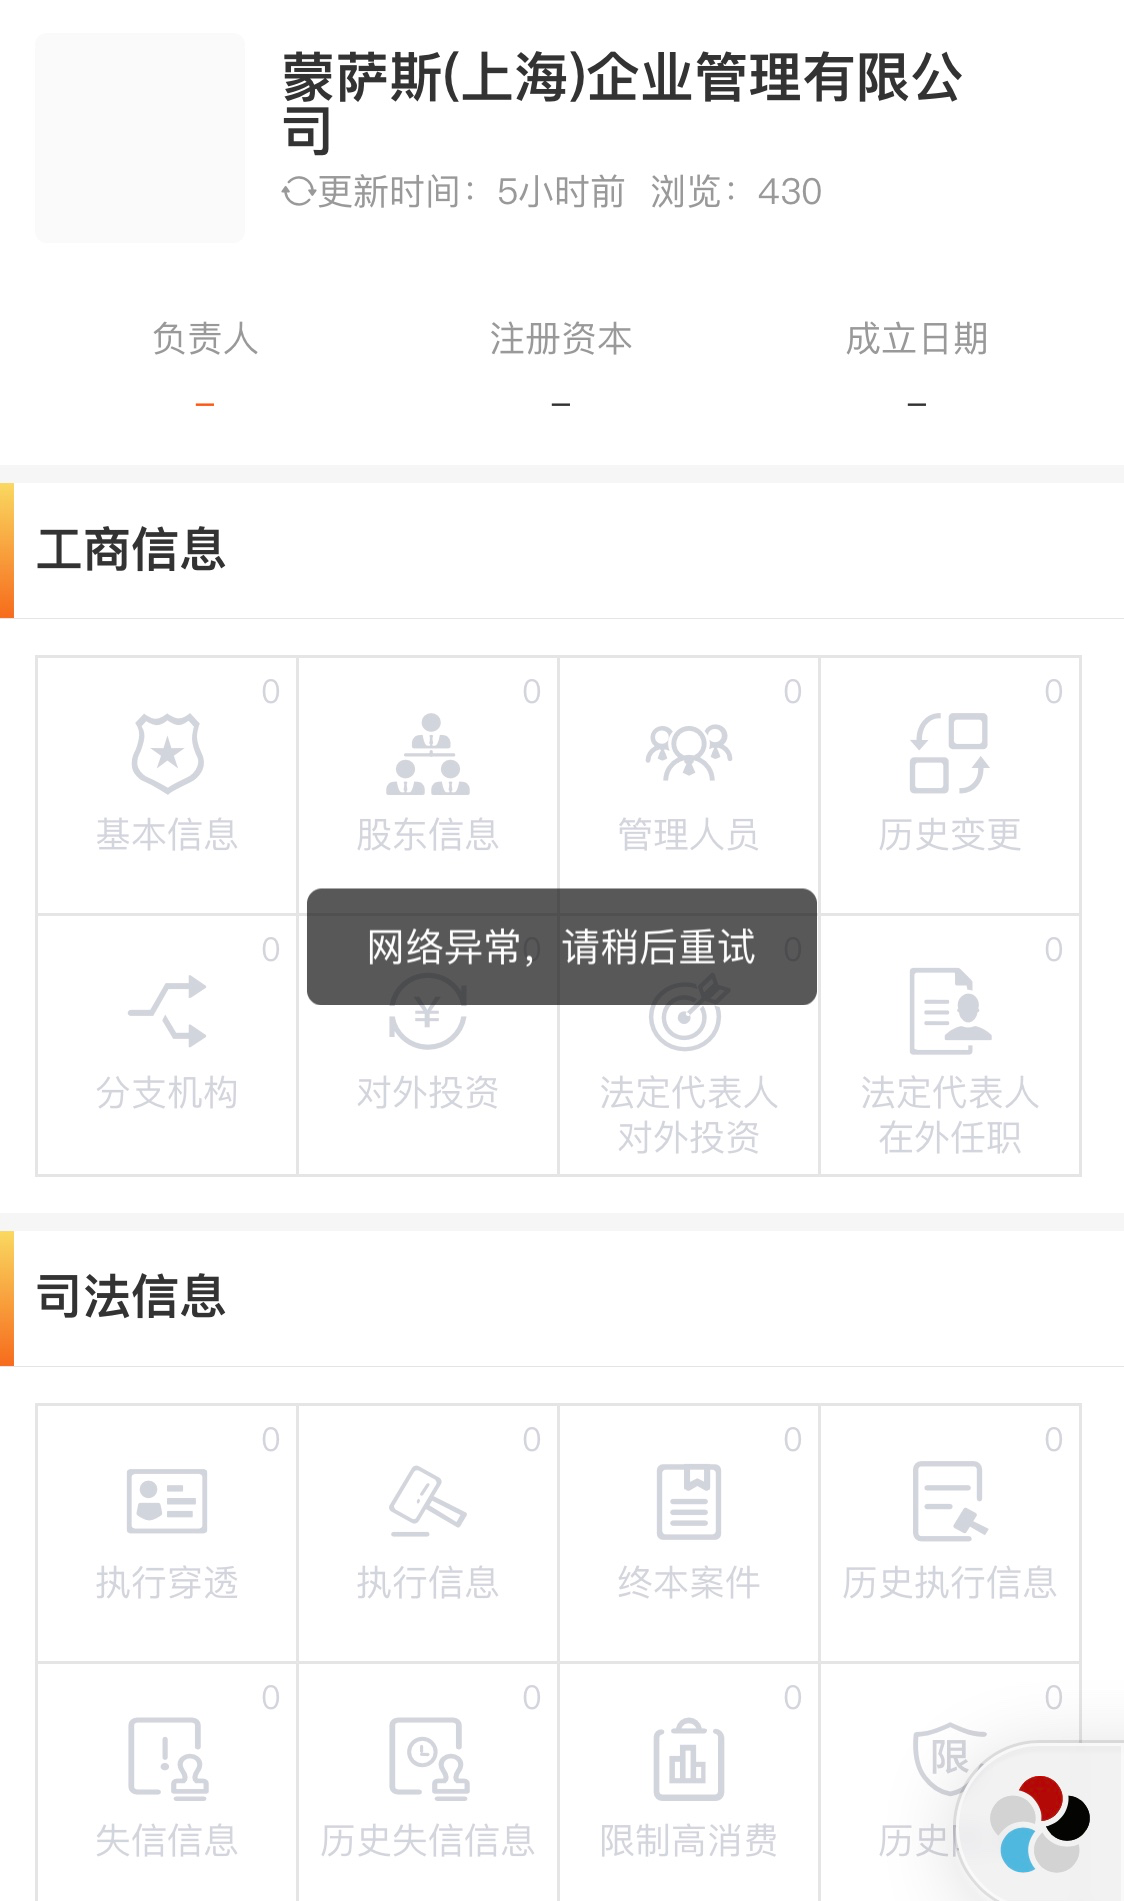 蒙萨斯(上海)企业管理有限公
司
更新时间：5小时前 浏览：430
负责人 注册资本 成立日期
– – –
工商信息
0 0 0 0
基本信息 股东信息 管理人员 历史变更
网络异常，请稍后重试
0 0 0 0
¥
分支机构 对外投资 法定代表人 法定代表人
对外投资 在外任职
司法信息
0 0 0 0
执行穿透 执行信息 终本案件 历史执行信息
0 0 0 0
限
失信信息 历史失信信息 限制高消费 历史